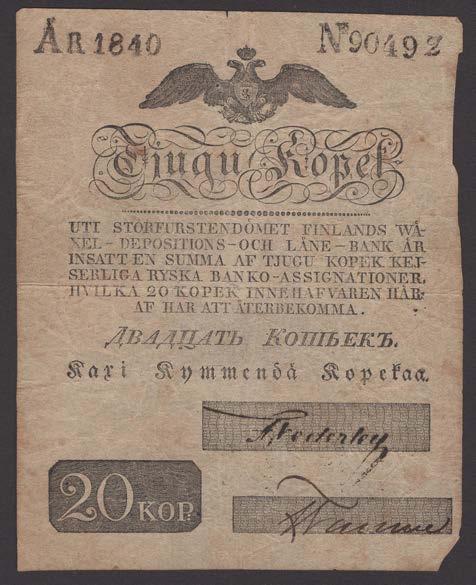 ÅR 1840 No 90492
Tjugu Kopek
UTI STORFURSTENDÖMET FINLANDS WÄ-
XEL-DEPOSITIONS-OCH LÅNE-BANK ÄR
INSATT EN SUMMA AF TJUGU KOPEK KEJ-
SERLIGA RYSKA BANKO-ASSIGNATIONER,
HVILKA 20 KOPEK INNEHAFVAREN HÄR-
AF HAR ATT ÅTERBEKOMMA.
ДВАДЦАТЬ КОПѢЕКЪ.
Kaxi Kymmendä Kopekaa.
20 KOP.